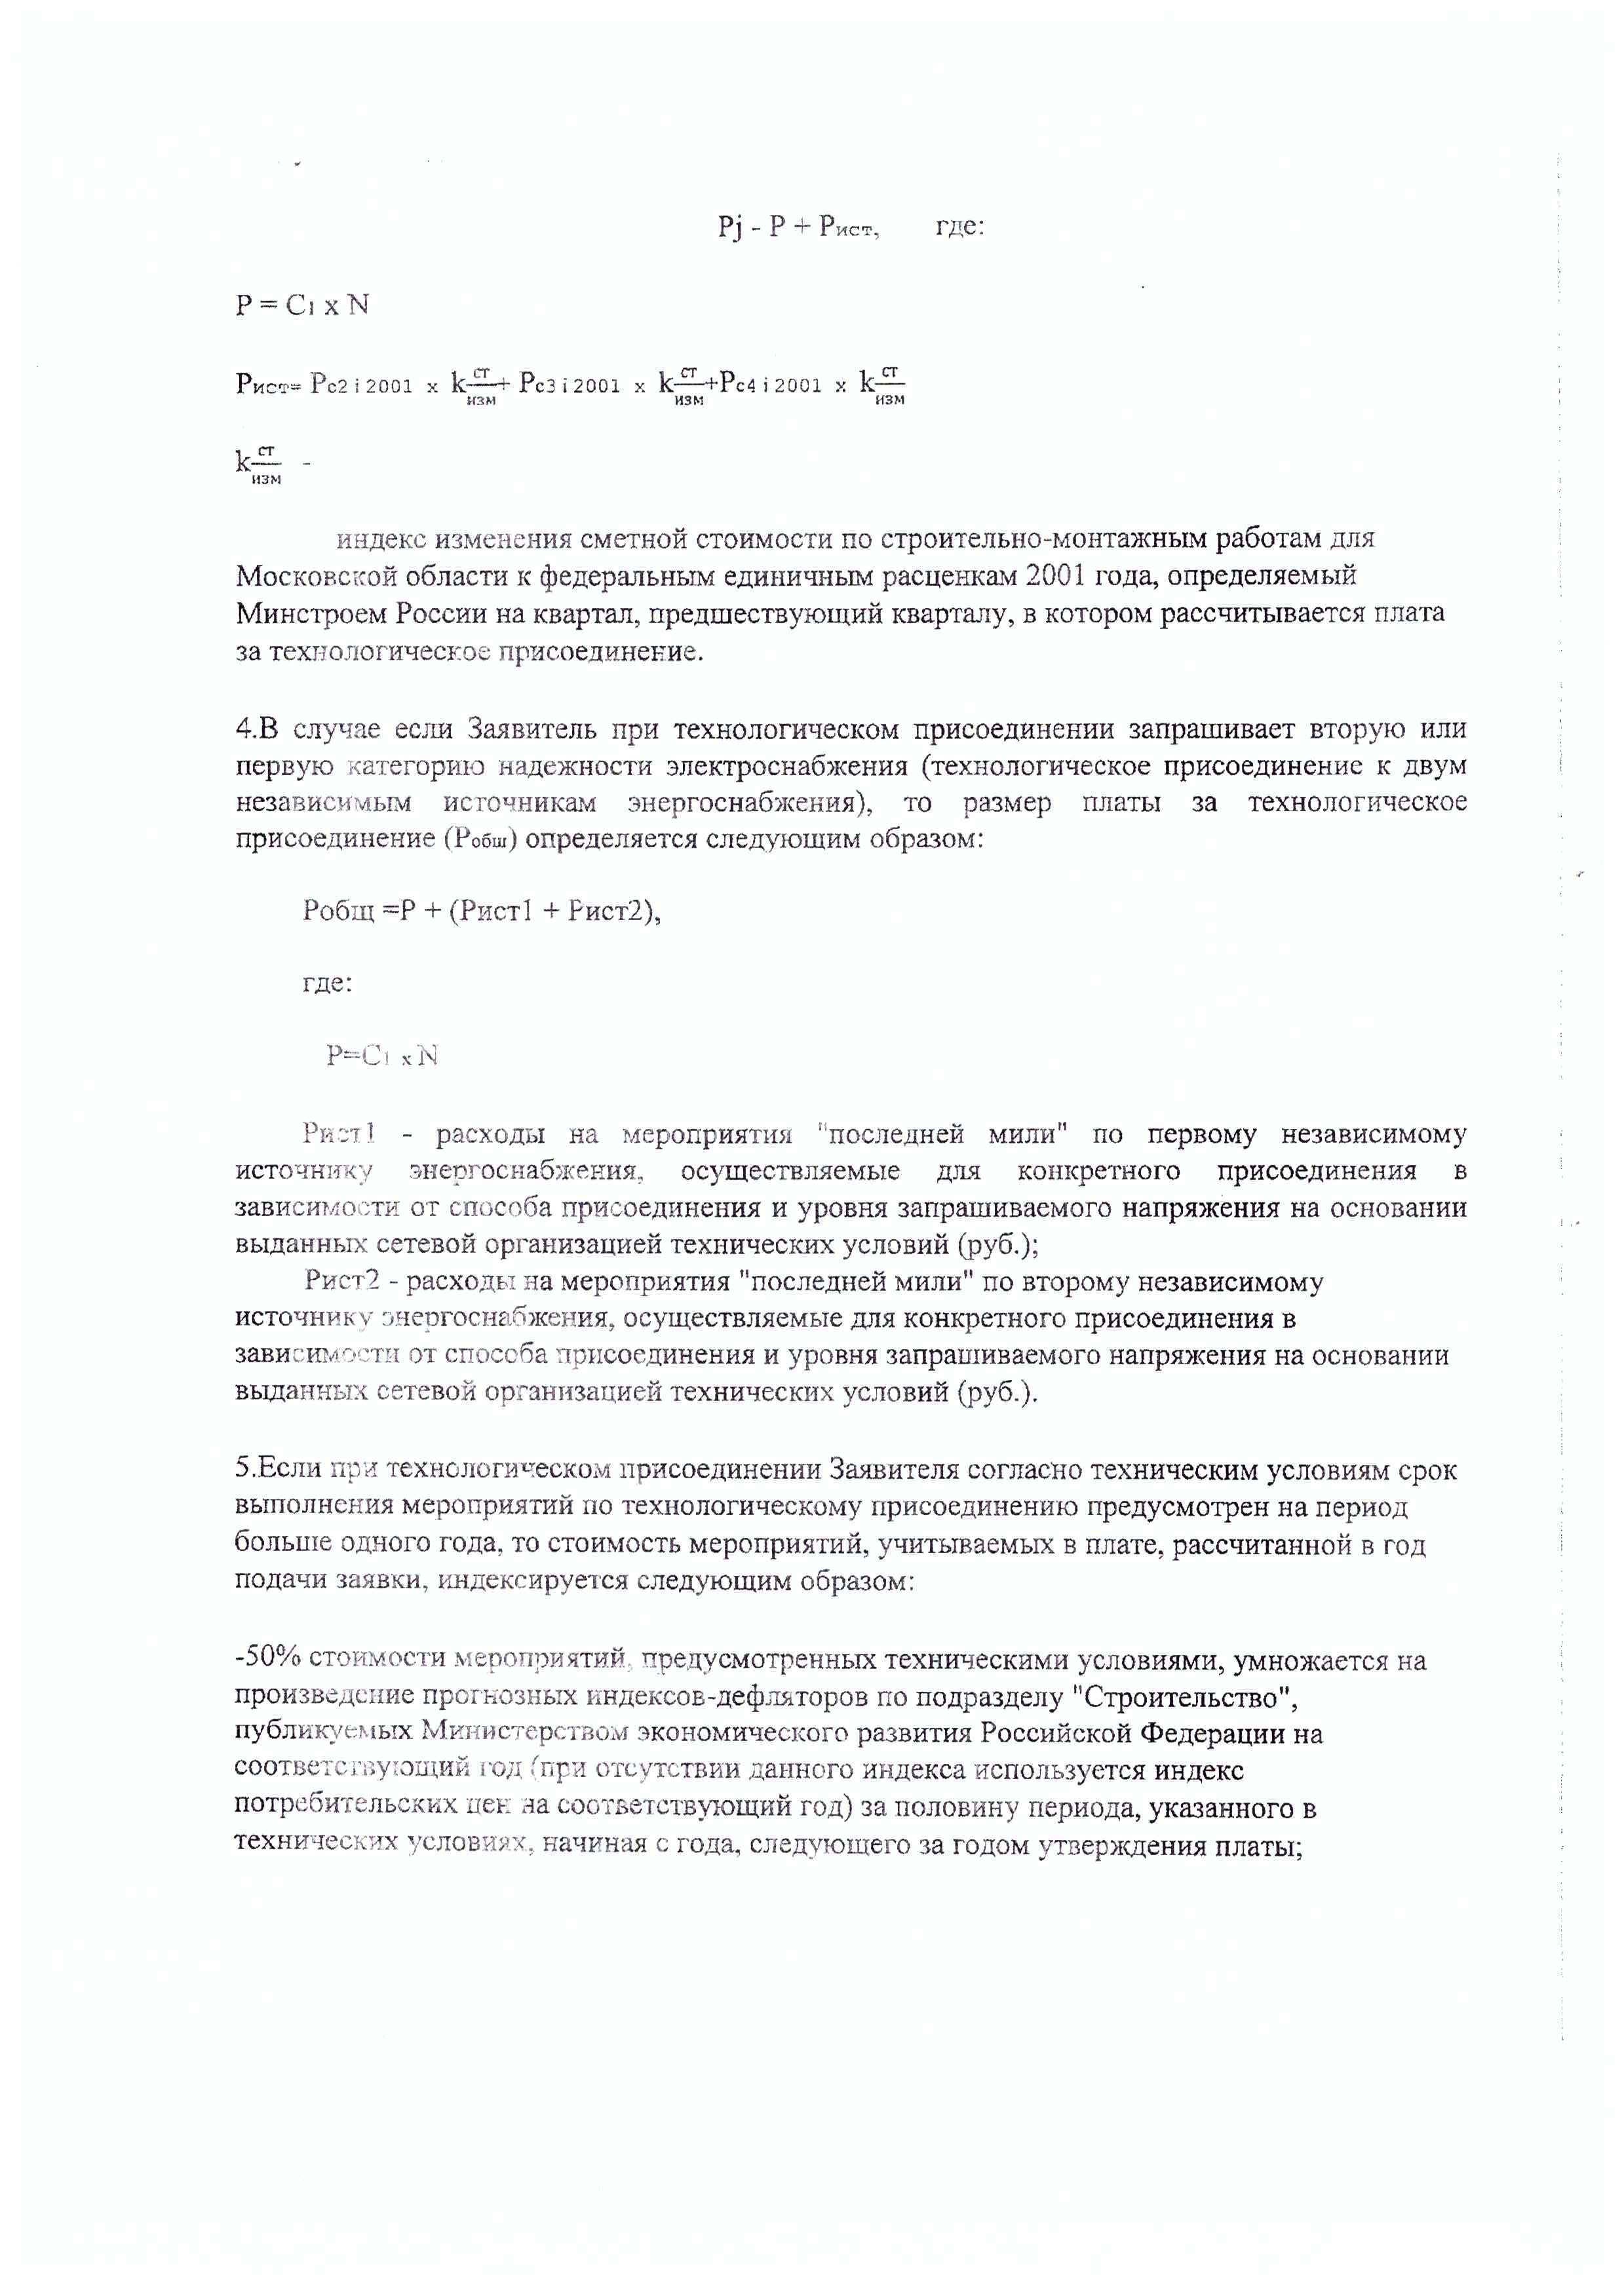 Pj - P + Рист, где:
P = C1 x N
Рист= Pc2 i 2001 x k ст/изм + Pc3 i 2001 x k ст/изм +Pc4 i 2001 x k ст/изм
k ст/изм -
индекс изменения сметной стоимости по строительно-монтажным работам для
Московской области к федеральным единичным расценкам 2001 года, определяемый
Минстроем России на квартал, предшествующий кварталу, в котором рассчитывается плата
за технологическое присоединение.
4.В случае если Заявитель при технологическом присоединении запрашивает вторую или
первую категорию надежности электроснабжения (технологическое присоединение к двум
независимым источникам энергоснабжения), то размер платы за технологическое
присоединение (Робщ) определяется следующим образом:
Робщ =Р + (Рист1 + Рист2),
где:
P=C1 x N
Рист1 - расходы на мероприятия "последней мили" по первому независимому
источнику энергоснабжения, осуществляемые для конкретного присоединения в
зависимости от способа присоединения и уровня запрашиваемого напряжения на основании
выданных сетевой организацией технических условий (руб.);
Рист2 - расходы на мероприятия "последней мили" по второму независимому
источнику энергоснабжения, осуществляемые для конкретного присоединения в
зависимости от способа присоединения и уровня запрашиваемого напряжения на основании
выданных сетевой организацией технических условий (руб.).
5.Если при технологическом присоединении Заявителя согласно техническим условиям срок
выполнения мероприятий по технологическому присоединению предусмотрен на период
больше одного года, то стоимость мероприятий, учитываемых в плате, рассчитанной в год
подачи заявки, индексируется следующим образом:
-50% стоимости мероприятий, предусмотренных техническими условиями, умножается на
произведение прогнозных индексов-дефляторов по подразделу "Строительство",
публикуемых Министерством экономического развития Российской Федерации на
соответствующий год (при отсутствии данного индекса используется индекс
потребительских цен на соответствующий год) за половину периода, указанного в
технических условиях, начиная с года, следующего за годом утверждения платы;